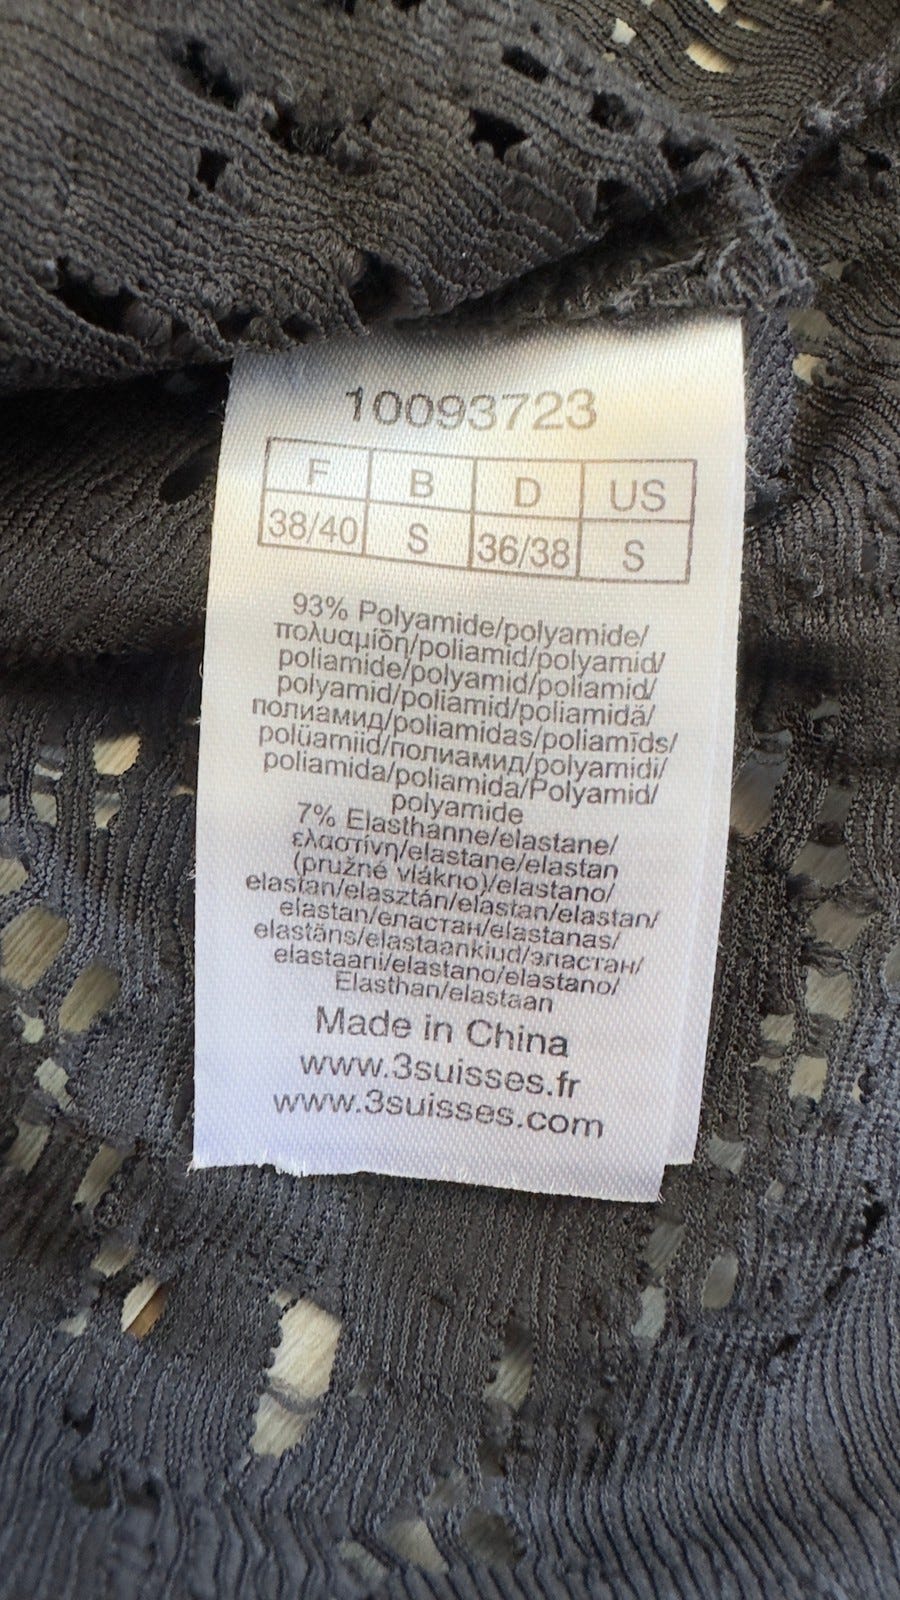 10093723
F B D US
38/40 S 36/38 S
93% Polyamide/polyamide/
πολυαμίδη/poliamid/polyamid/
poliamide/polyamid/poliamid/
polyamid/poliamid/poliamidă/
полиамид/poliamidas/poliamīds/
polüamiid/полиамид/polyamidi/
poliamida/poliamida/Polyamid/
polyamide
7% Elasthanne/elastane/
ελαστίνη/elastane/elastan
(pružné vlákno)/elastano/
elastan/elasztán/elastan/elastan/
elastan/еластан/elastanas/
elastāns/elastaankiud/эластан/
elastaani/elastano/elastano/
Elasthan/elastaan
Made in China
www.3suisses.fr
www.3suisses.com